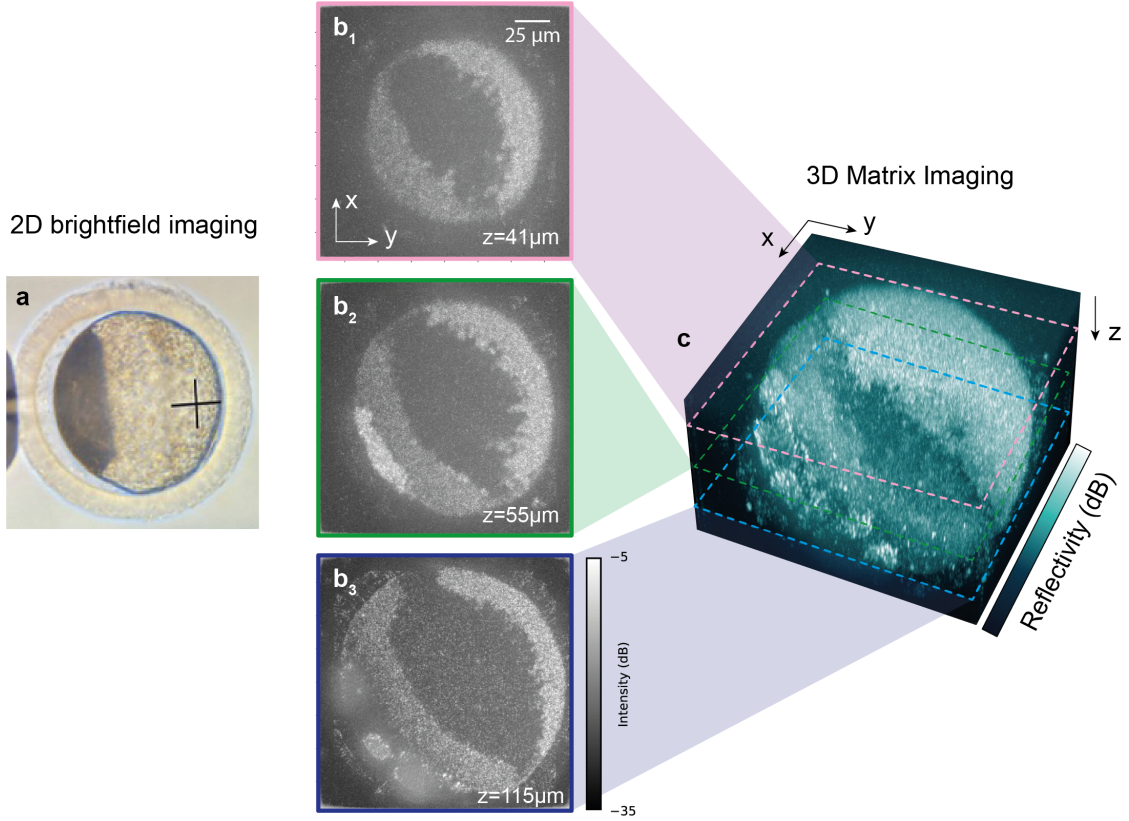 2D brightfield imaging
a
b1
25 μm
x
y
z=41μm
b2
z=55μm
b3
z=115μm
−5
Intensity (dB)
−35
3D Matrix Imaging
x
y
z
c
Reflectivity (dB)